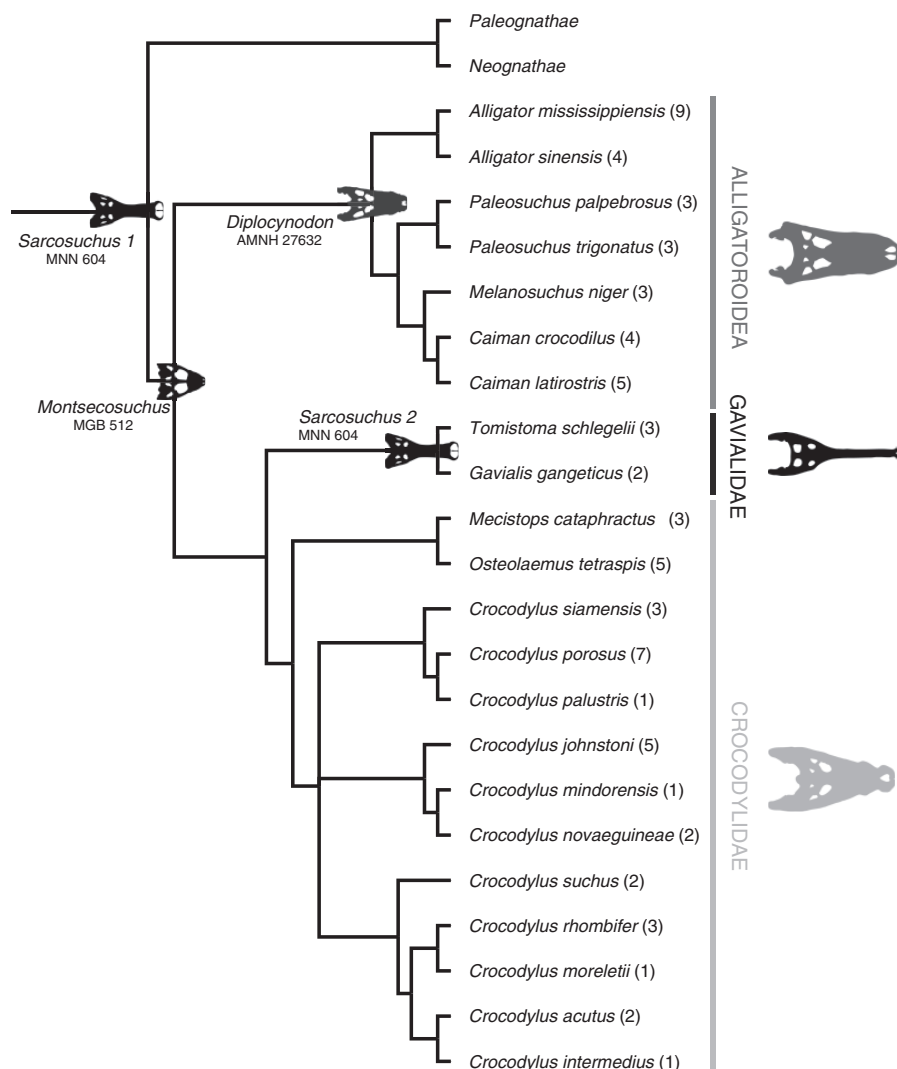 Paleognathae
Neognathae
Alligator mississippiensis (9)
Alligator sinensis (4)
Paleosuchus palpebrosus (3)
Paleosuchus trigonatus (3)
Melanosuchus niger (3)
Caiman crocodilus (4)
Caiman latirostris (5)
Tomistoma schlegelii (3)
Gavialis gangeticus (2)
Mecistops cataphractus (3)
Osteolaemus tetraspis (5)
Crocodylus siamensis (3)
Crocodylus porosus (7)
Crocodylus palustris (1)
Crocodylus johnstoni (5)
Crocodylus mindorensis (1)
Crocodylus novaeguineae (2)
Crocodylus suchus (2)
Crocodylus rhombifer (3)
Crocodylus moreletii (1)
Crocodylus acutus (2)
Crocodylus intermedius (1)
Sarcosuchus 1
MNN 604
Diplocynodon
AMNH 27632
Montsecosuchus
MGB 512
Sarcosuchus 2
MNN 604
ALLIGATOROIDEA
GAVIALIDAE
CROCODYLIDAE